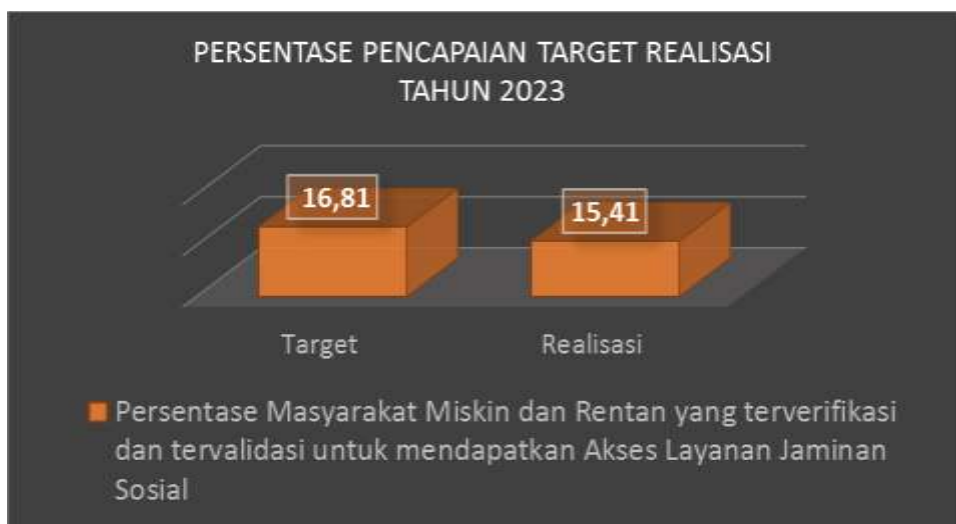 PERSENTASE PENCAPAIAN TARGET REALISASI
TAHUN 2023
16,81
15,41
Target
Realisasi
Persentase Masyarakat Miskin dan Rentan yang terverifikasi
dan tervalidasi untuk mendapatkan Akses Layanan Jaminan
Sosial